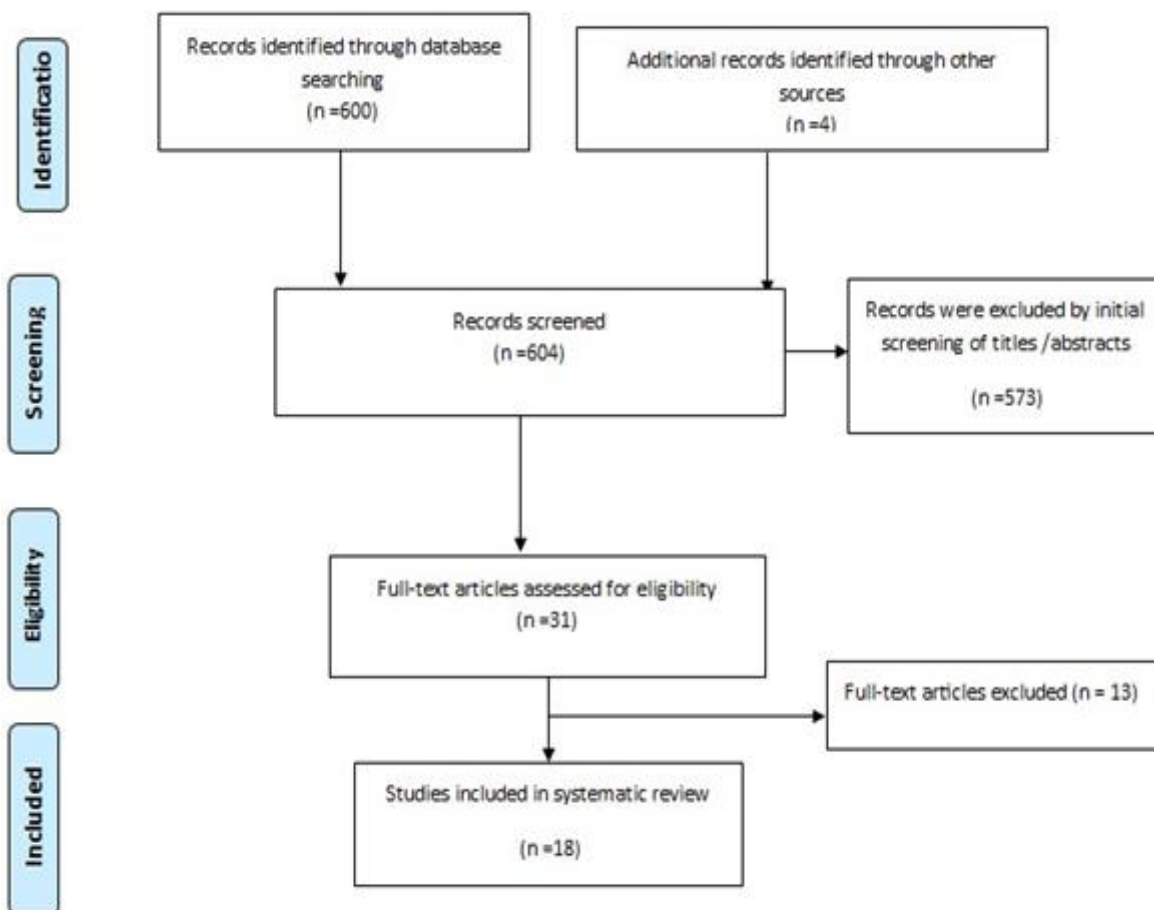 Identificatio
Records identified through database
searching
(n =600)
Additional records identified through other
sources
(n =4)
Screening
Records screened
(n =604)
Records were excluded by initial
screening of titles /abstracts
(n =573)
Eligibility
Full-text articles assessed for eligibility
(n =31)
Full-text articles excluded (n = 13)
Included
Studies included in systematic review
(n =18)